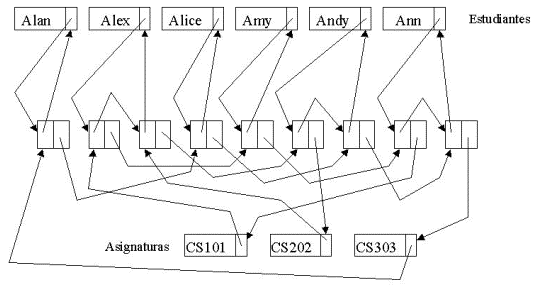 Alan Alex Alice Amy Andy Ann Estudiantes
Asignaturas CS101 CS202 CS303